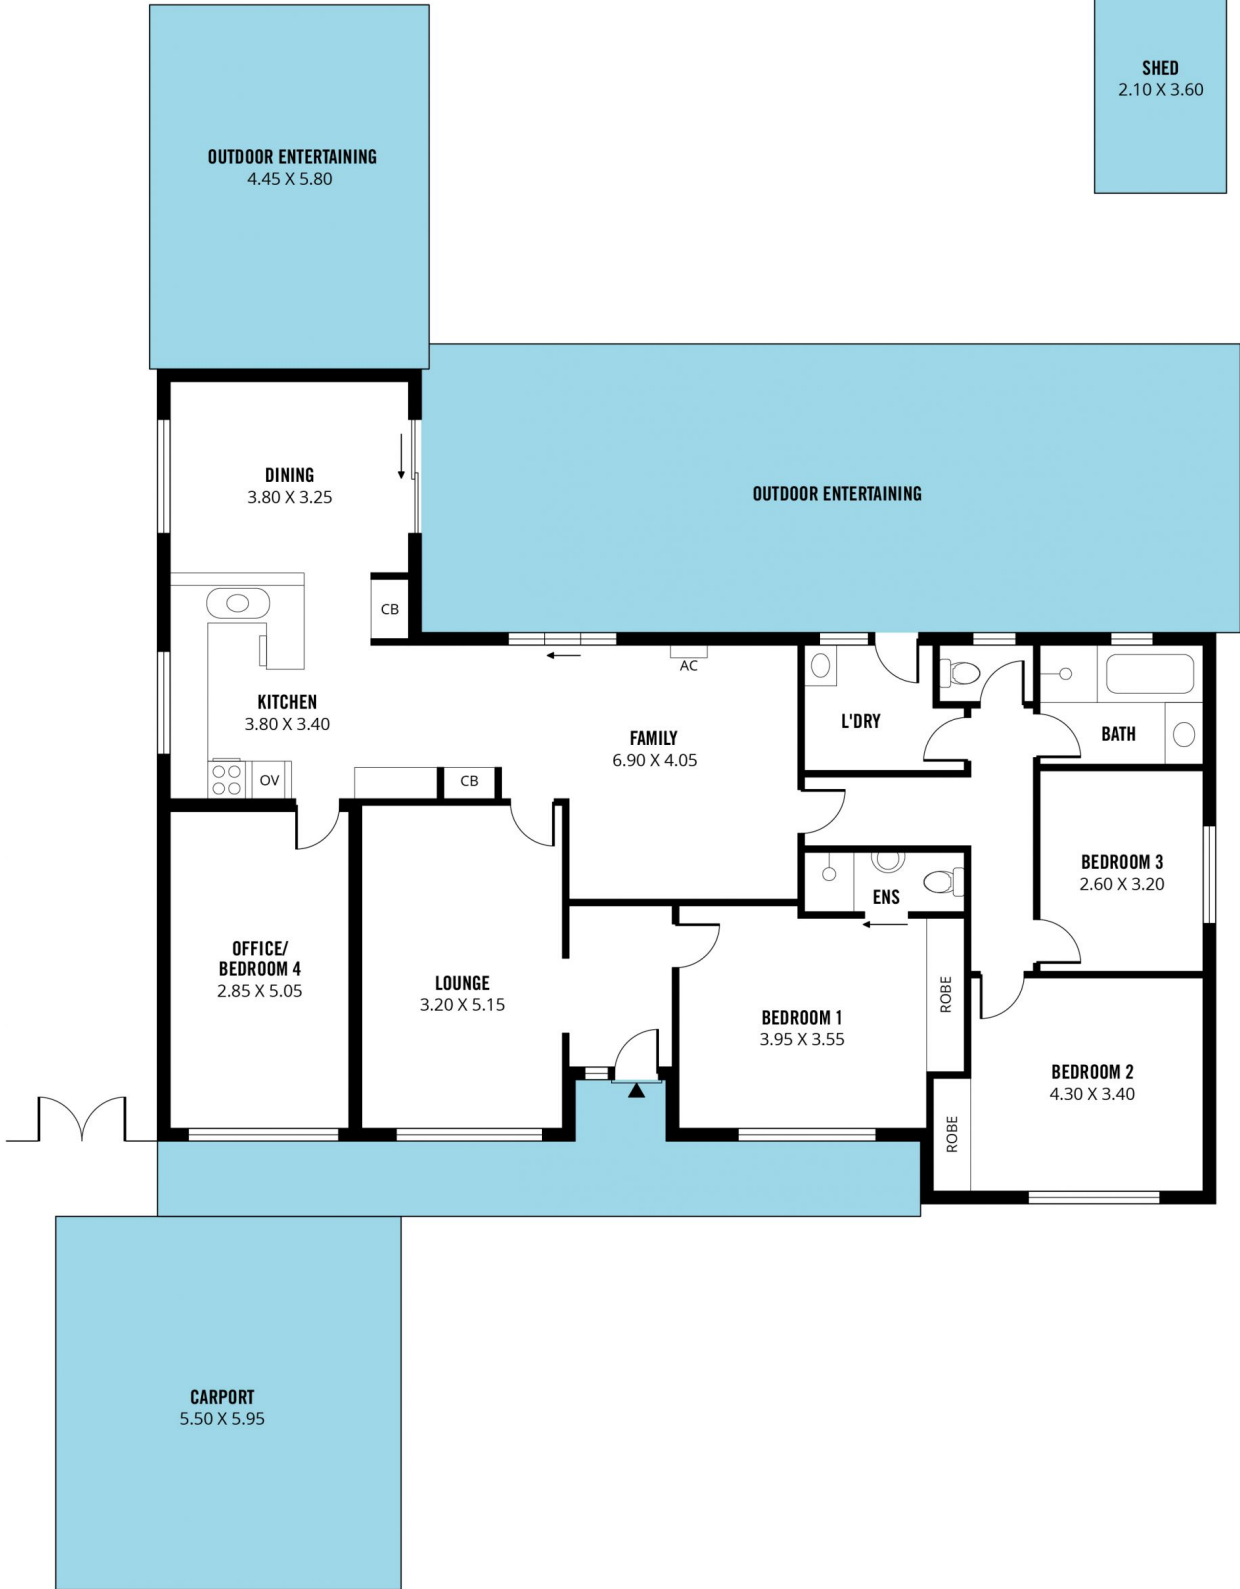 SHED
2.10 X 3.60
OUTDOOR ENTERTAINING
4.45 X 5.80
DINING
3.80 X 3.25
OUTDOOR ENTERTAINING
CB
KITCHEN
3.80 X 3.40
OV
CB
AC
FAMILY
6.90 X 4.05
L'DRY
BATH
BEDROOM 3
2.60 X 3.20
ENS
OFFICE/
BEDROOM 4
2.85 X 5.05
LOUNGE
3.20 X 5.15
BEDROOM 1
3.95 X 3.55
ROBE
BEDROOM 2
4.30 X 3.40
ROBE
CARPORT
5.50 X 5.95